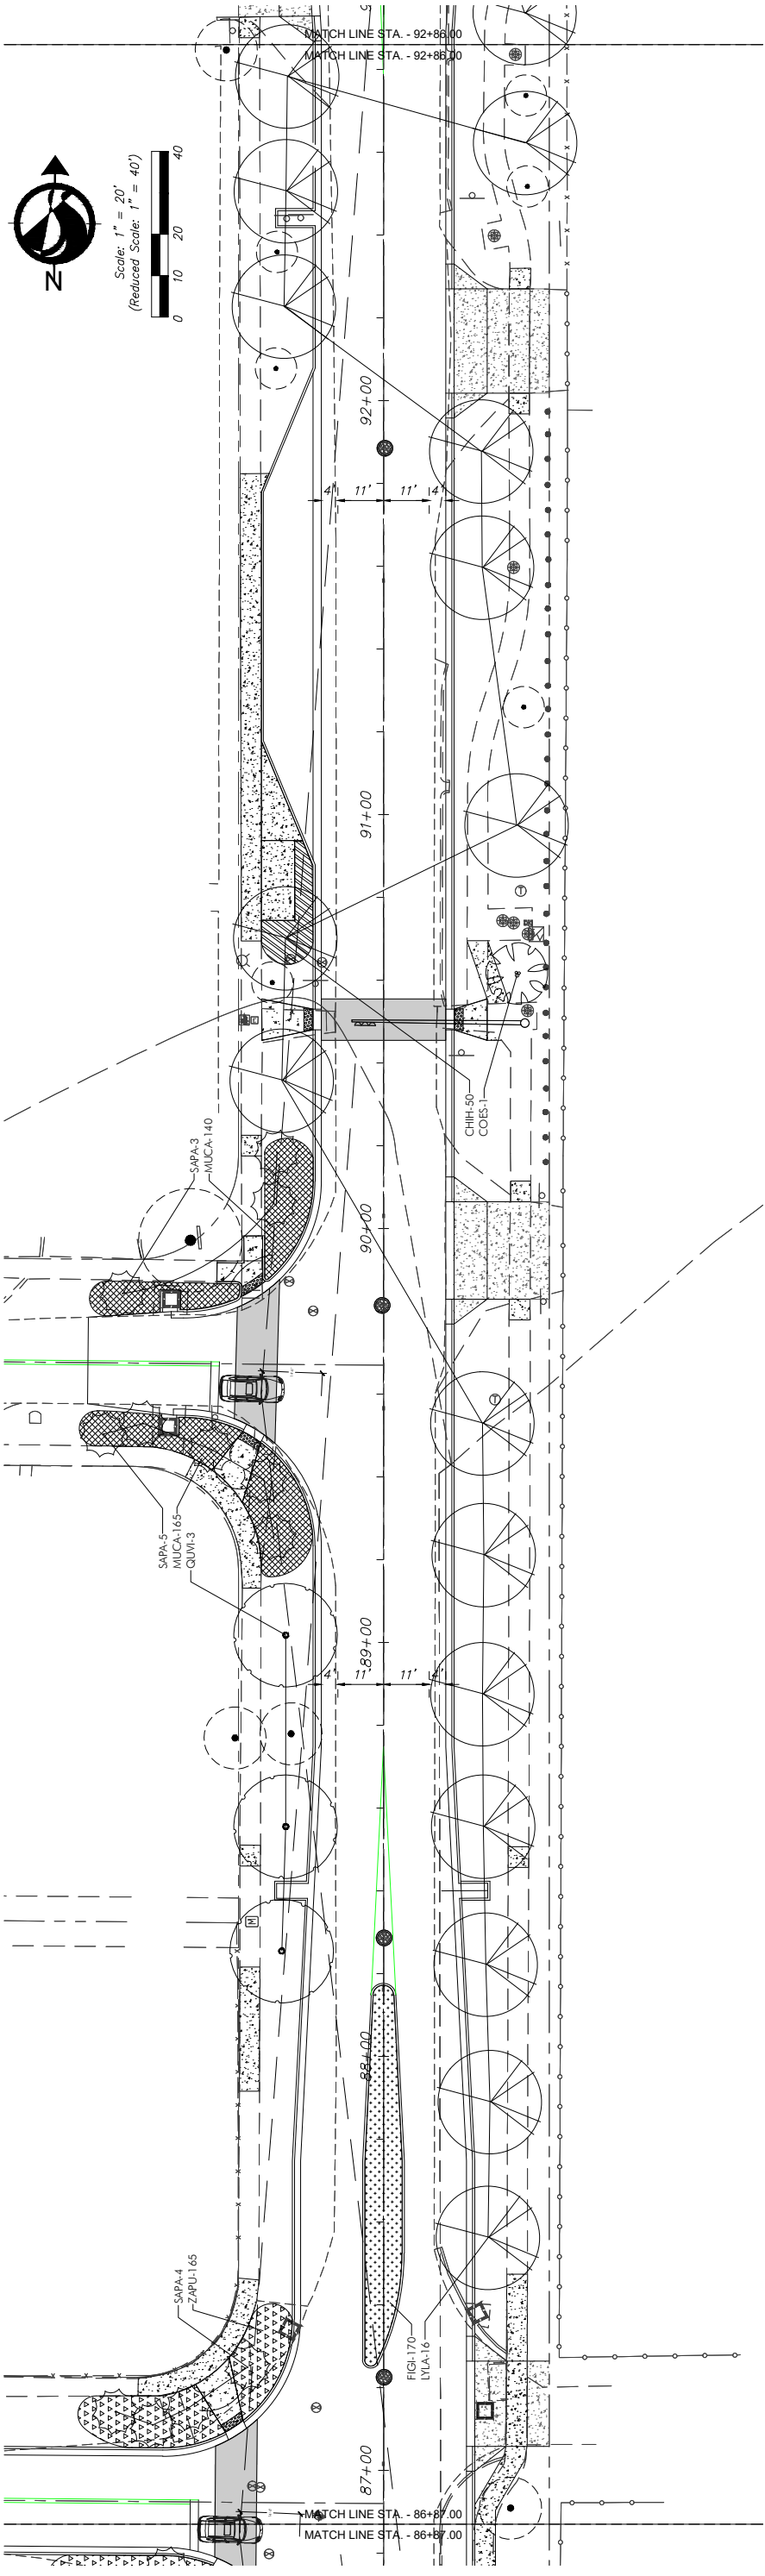 MATCH LINE STA. - 92+86.00
MATCH LINE STA. - 92+86.00
N
Scale: 1" = 20'
(Reduced Scale: 1" = 40')
0 10 20 40
92+00
4' 11' 11' 4'
91+00
T
CHIH-50
COES-1
SAPA-3
MUCA-140
90+00
D
T
SAPA-5
MUCA-165
QUVI-3
89+00
4' 11' 11' 4'
M
88+00
SAPA-4
ZAPU-165
FIGI-170
LYLA-16
87+00
MATCH LINE STA. - 86+87.00
MATCH LINE STA. - 86+87.00